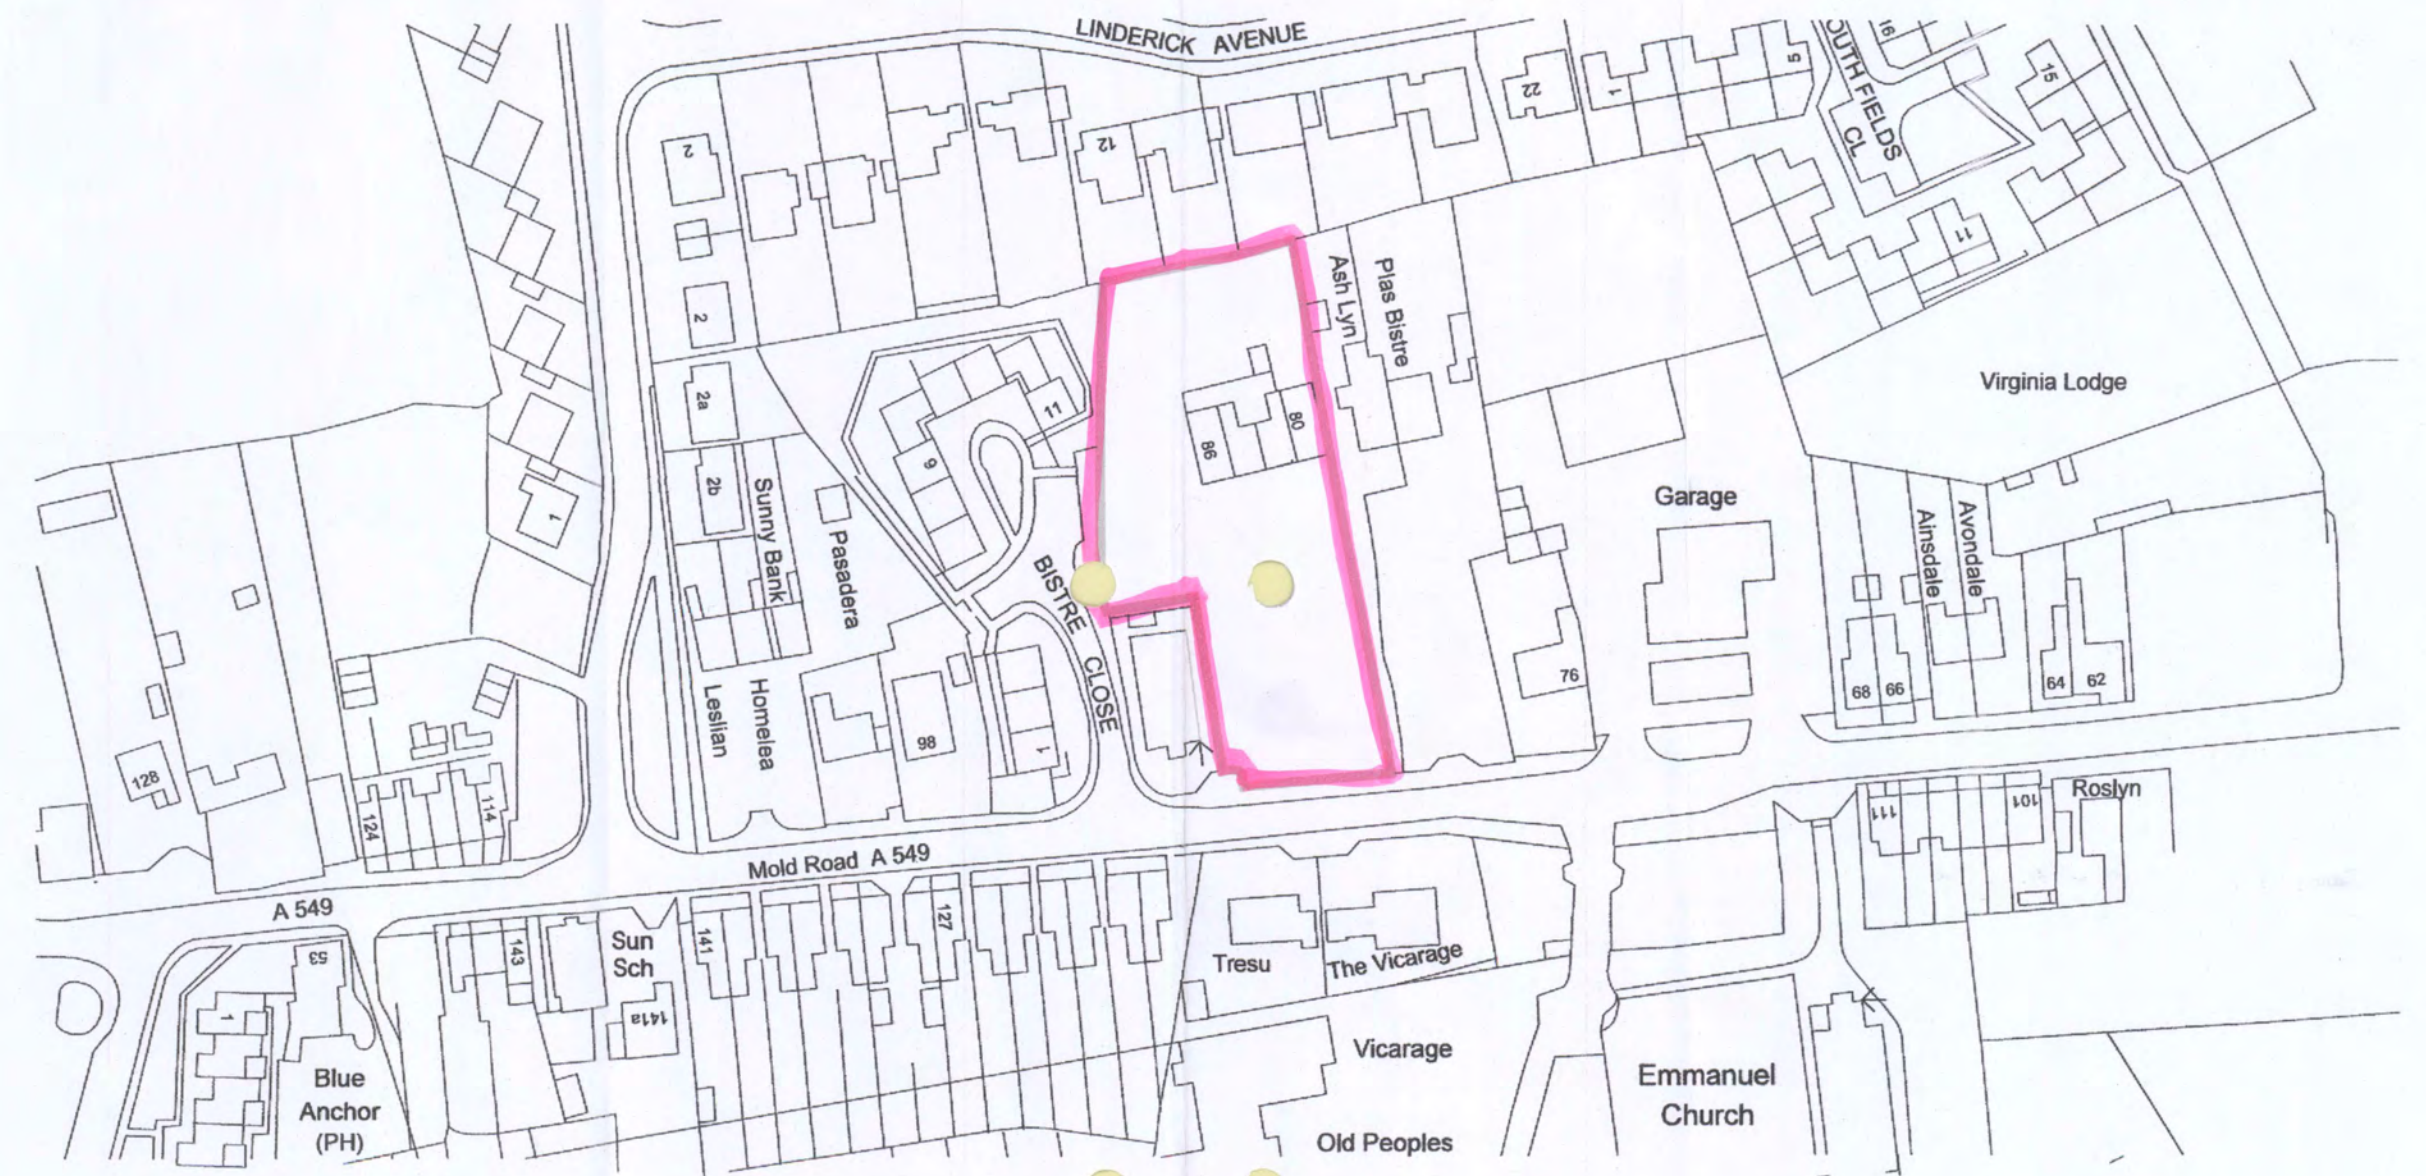 LINDERICK AVENUE
OUTH FIELDS
CL
16
15
5
1
22
12
2
11
2
Ash Lyn
Plas Bistre
Virginia Lodge
2a
11
80
86
9
2b
Sunny Bank
Pasadera
1
Garage
Ainsdale
Avondale
BISTRE CLOSE
76
68
66
64
62
Leslian
Homelea
98
1
128
124
114
Roslyn
111
101
Mold Road A 549
A 549
53
143
Sun
Sch
141
127
141a
Tresu
The Vicarage
1
Blue
Anchor
(PH)
Vicarage
Emmanuel
Church
Old Peoples